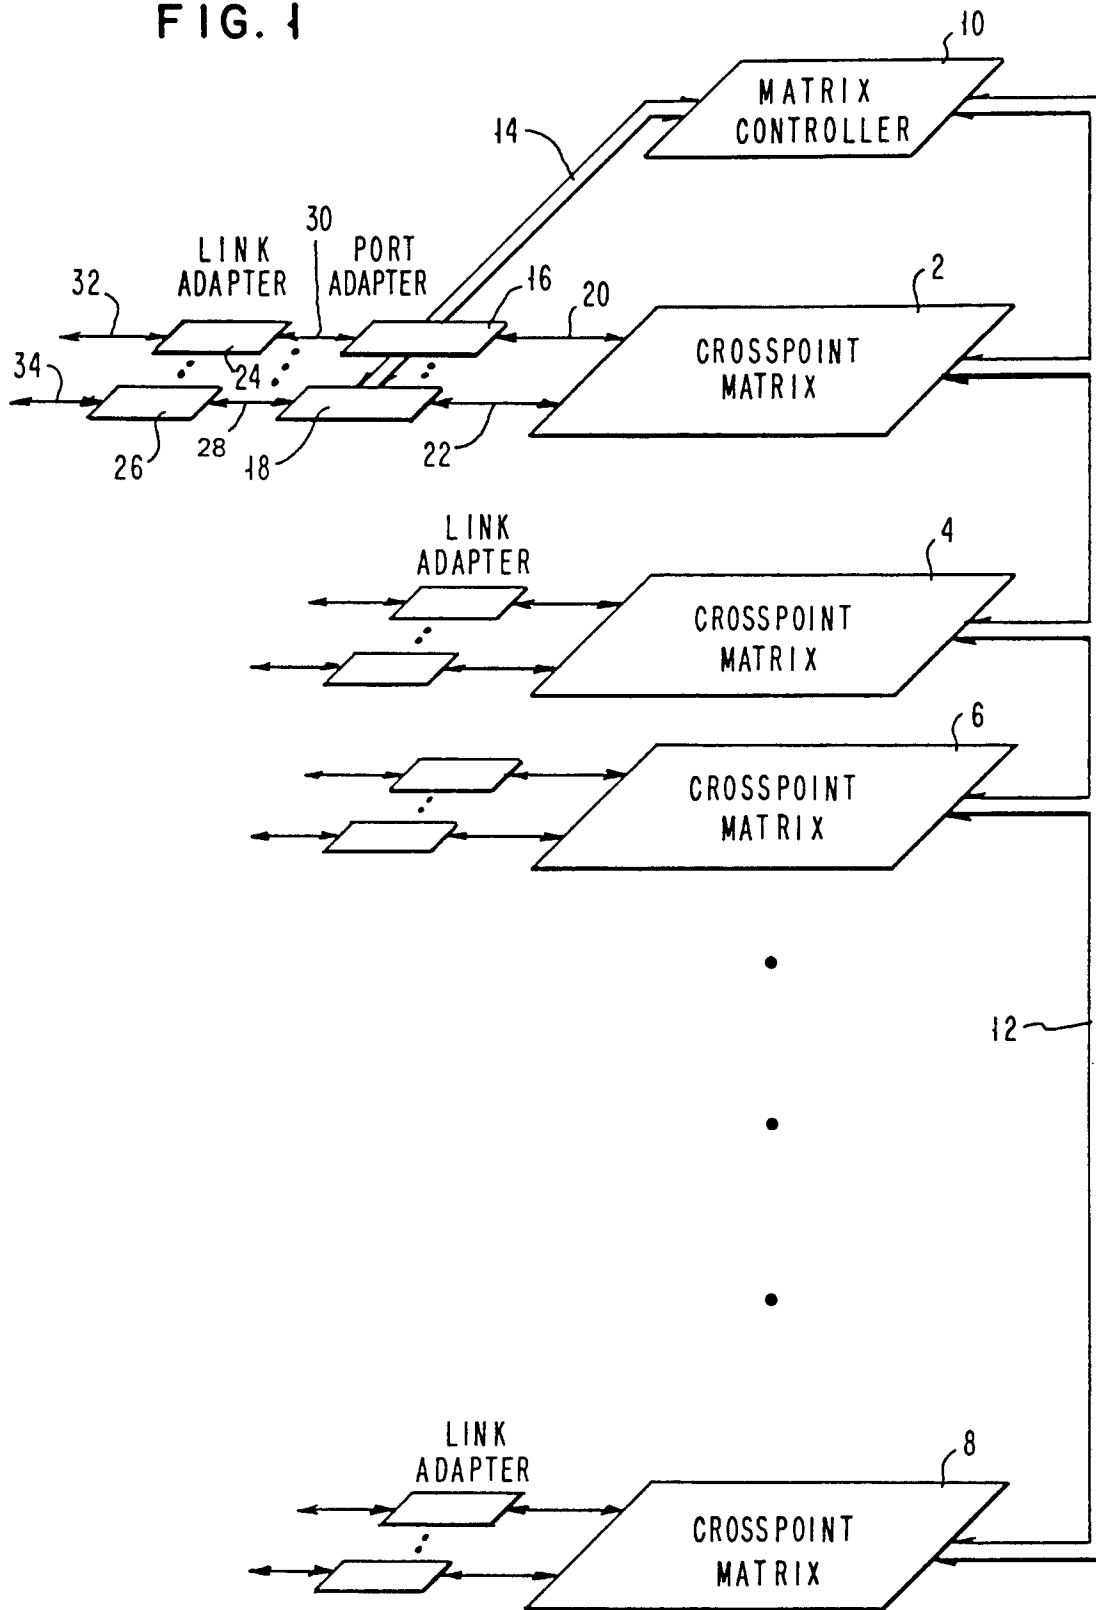 FIG. 1
10
MATRIX
CONTROLLER
14
30
LINK
ADAPTER
PORT
ADAPTER
32
16
20
2
CROSSPOINT
MATRIX
34
24
26
28
18
22
LINK
ADAPTER
4
CROSSPOINT
MATRIX
6
CROSSPOINT
MATRIX
12
LINK
ADAPTER
8
CROSSPOINT
MATRIX